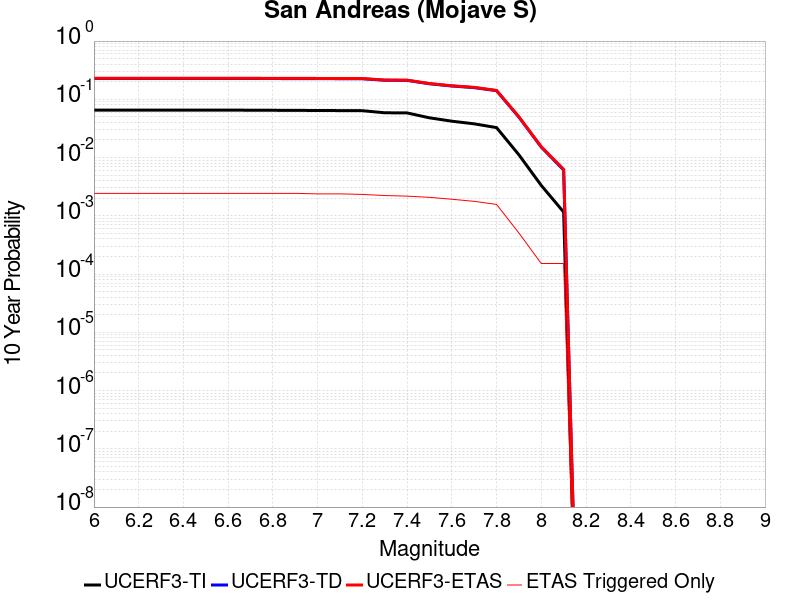 San Andreas (Mojave S)
10 0
10 -1
10 -2
10 -3
10 -4
10 -5
10 -6
10 -7
10 -8
10 Year Probability
6 6.2 6.4 6.6 6.8 7 7.2 7.4 7.6 7.8 8 8.2 8.4 8.6 8.8 9
Magnitude
UCERF3-TI UCERF3-TD UCERF3-ETAS ETAS Triggered Only